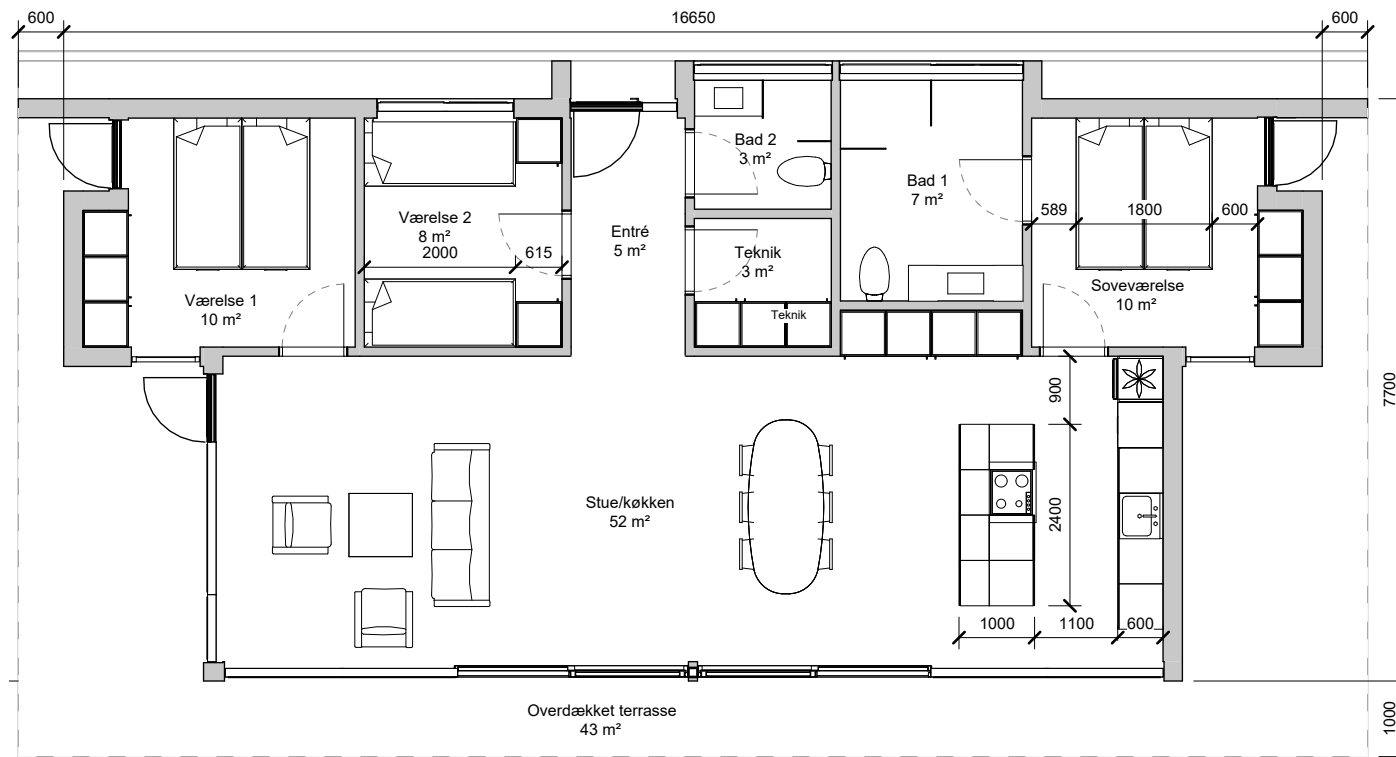 600
16650
600
Bad 2
3 m²
Bad 1
7 m²
Værelse 2
8 m²
2000
615
Entré
5 m²
Teknik
3 m²
Teknik
589
1800
600
Soveværelse
10 m²
Værelse 1
10 m²
7700
900
2400
Stue/køkken
52 m²
1000
1100
600
Overdækket terrasse
43 m²
1000